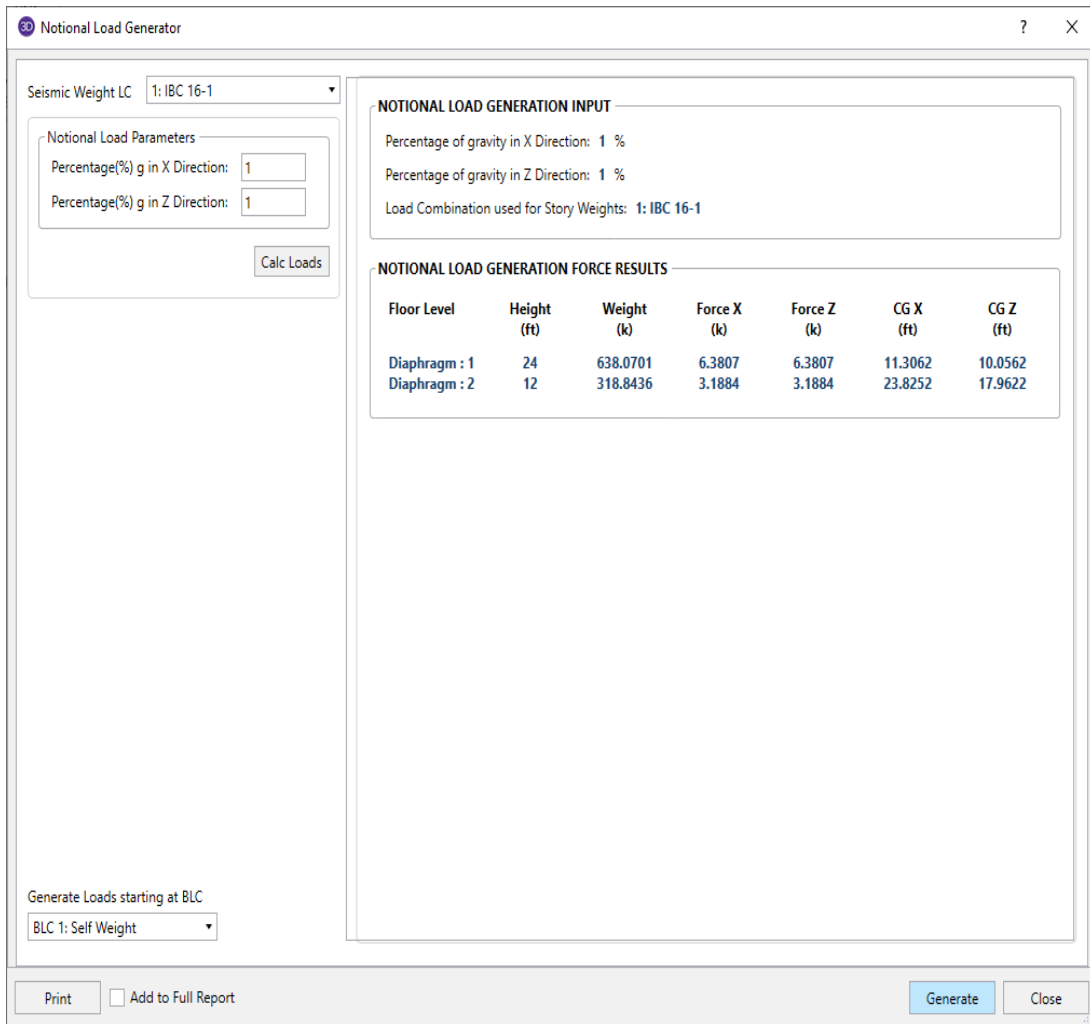 3D Notional Load Generator ? X
Seismic Weight LC 1: IBC 16-1
Notional Load Parameters
Percentage(%) g in X Direction: 1
Percentage(%) g in Z Direction: 1
Calc Loads
Generate Loads starting at BLC
BLC 1: Self Weight
NOTIONAL LOAD GENERATION INPUT
Percentage of gravity in X Direction: 1 %
Percentage of gravity in Z Direction: 1 %
Load Combination used for Story Weights: 1: IBC 16-1
NOTIONAL LOAD GENERATION FORCE RESULTS
Floor Level Height Weight Force X Force Z CG X CG Z
(ft) (k) (k) (k) (ft) (ft)
Diaphragm : 1 24 638.0701 6.3807 6.3807 11.3062 10.0562
Diaphragm : 2 12 318.8436 3.1884 3.1884 23.8252 17.9622
Print Add to Full Report Generate Close